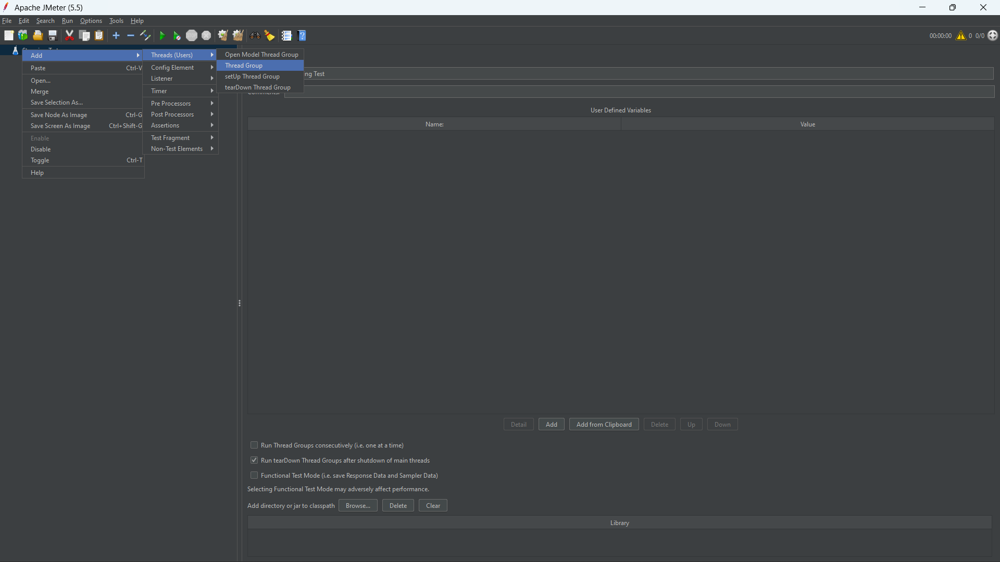 Apache JMeter (5.5)
File Edit Search Run Options Tools Help
00:00:00 0 0/0
Add
Paste Ctrl-V
Open...
Merge
Save Selection As...
Save Node As Image Ctrl-G
Save Screen As Image Ctrl+Shift-G
Enable
Disable
Toggle Ctrl-T
Help
Threads (Users)
Config Element
Listener
Timer
Pre Processors
Post Processors
Assertions
Test Fragment
Non-Test Elements
Open Model Thread Group
Thread Group
setUp Thread Group
tearDown Thread Group
ng Test
User Defined Variables
Name: Value
Detail Add Add from Clipboard Delete Up Down
Run Thread Groups consecutively (i.e. one at a time)
Run tearDown Thread Groups after shutdown of main threads
Functional Test Mode (i.e. save Response Data and Sampler Data)
Selecting Functional Test Mode may adversely affect performance.
Add directory or jar to classpath Browse... Delete Clear
Library